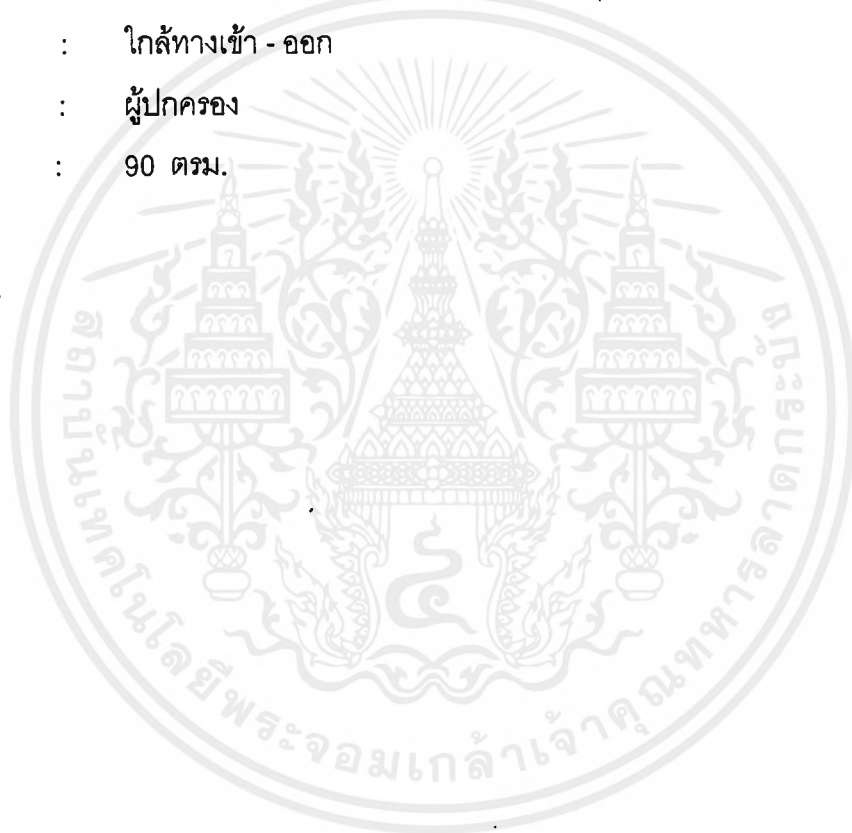 : ใกล้ทางเข้า - ออก
: ผู้ปกครอง
: 90 ตรม.
สถาบันเทคโนโลยีพระจอมเกล้าเจ้าคุณทหารลาดกระบัง